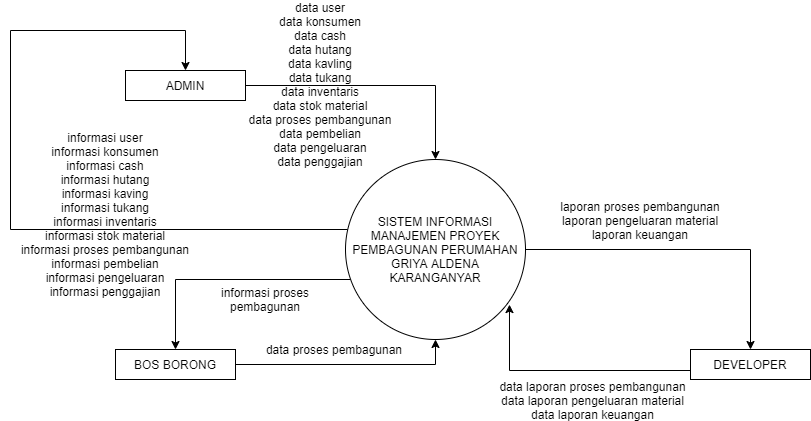 data user
data konsumen
data cash
data hutang
data kavling
data tukang
data inventaris
data stok material
data proses pembangunan
data pembelian
data pengeluaran
data penggajian
ADMIN
informasi user
informasi konsumen
informasi cash
informasi hutang
informasi kaving
informasi tukang
informasi inventaris
informasi stok material
informasi proses pembangunan
informasi pembelian
informasi pengeluaran
informasi penggajian
SISTEM INFORMASI
MANAJEMEN PROYEK
PEMBAGUNAN PERUMAHAN
GRIYA ALDENA
KARANGANYAR
laporan proses pembangunan
laporan pengeluaran material
laporan keuangan
informasi proses
pembagunan
BOS BORONG
data proses pembagunan
DEVELOPER
data laporan proses pembangunan
data laporan pengeluaran material
data laporan keuangan